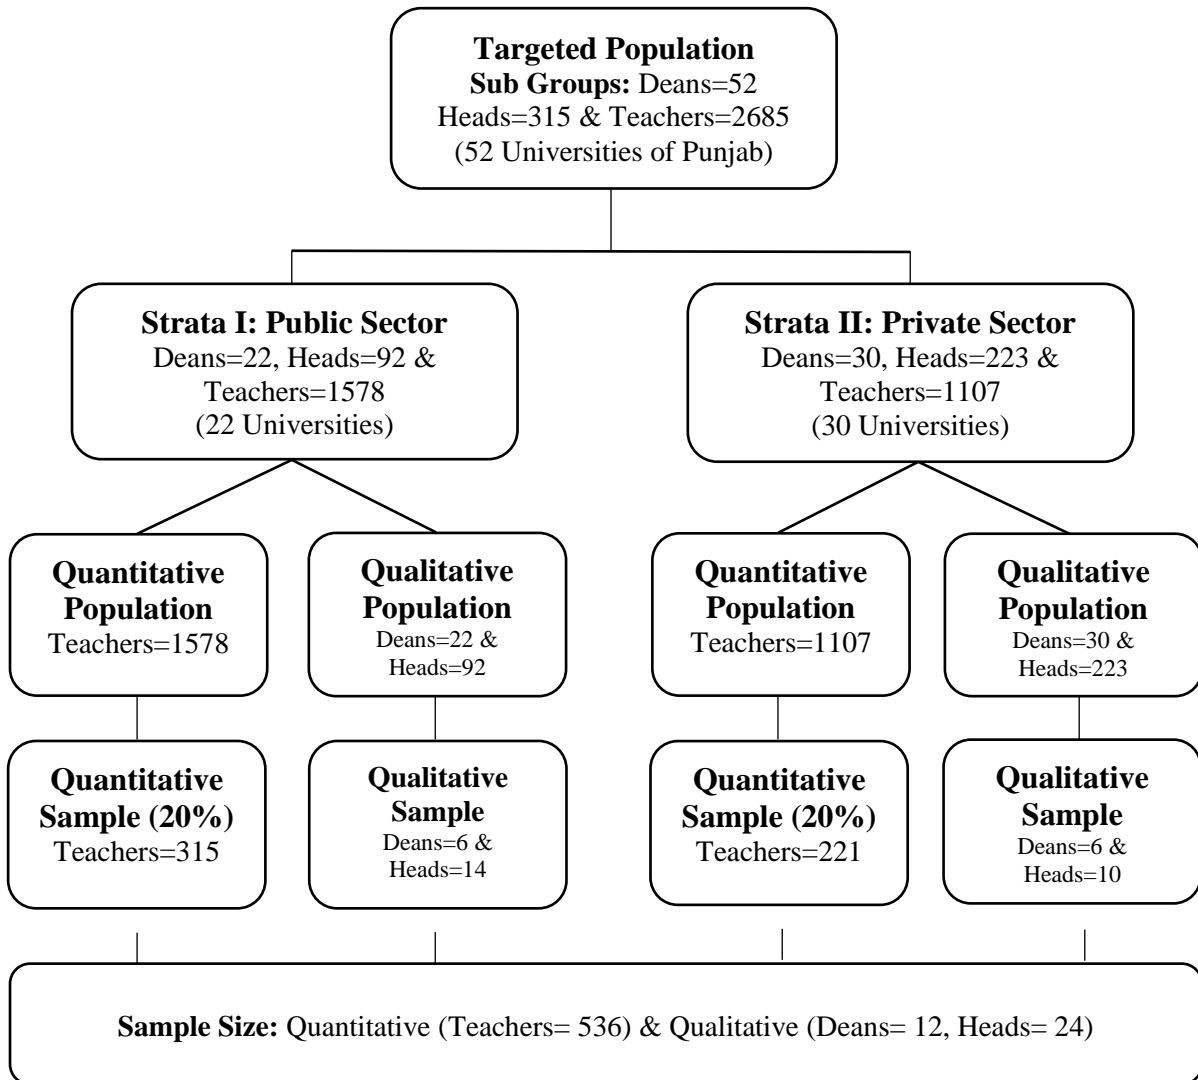 Targeted Population
Sub Groups: Deans=52
Heads=315 & Teachers=2685
(52 Universities of Punjab)
Strata I: Public Sector
Deans=22, Heads=92 &
Teachers=1578
(22 Universities)
Strata II: Private Sector
Deans=30, Heads=223 &
Teachers=1107
(30 Universities)
Quantitative
Population
Teachers=1578
Qualitative
Population
Deans=22 &
Heads=92
Quantitative
Population
Teachers=1107
Qualitative
Population
Deans=30 &
Heads=223
Quantitative
Sample (20%)
Teachers=315
Qualitative
Sample
Deans=6 &
Heads=14
Quantitative
Sample (20%)
Teachers=221
Qualitative
Sample
Deans=6 &
Heads=10
Sample Size: Quantitative (Teachers= 536) & Qualitative (Deans= 12, Heads= 24)